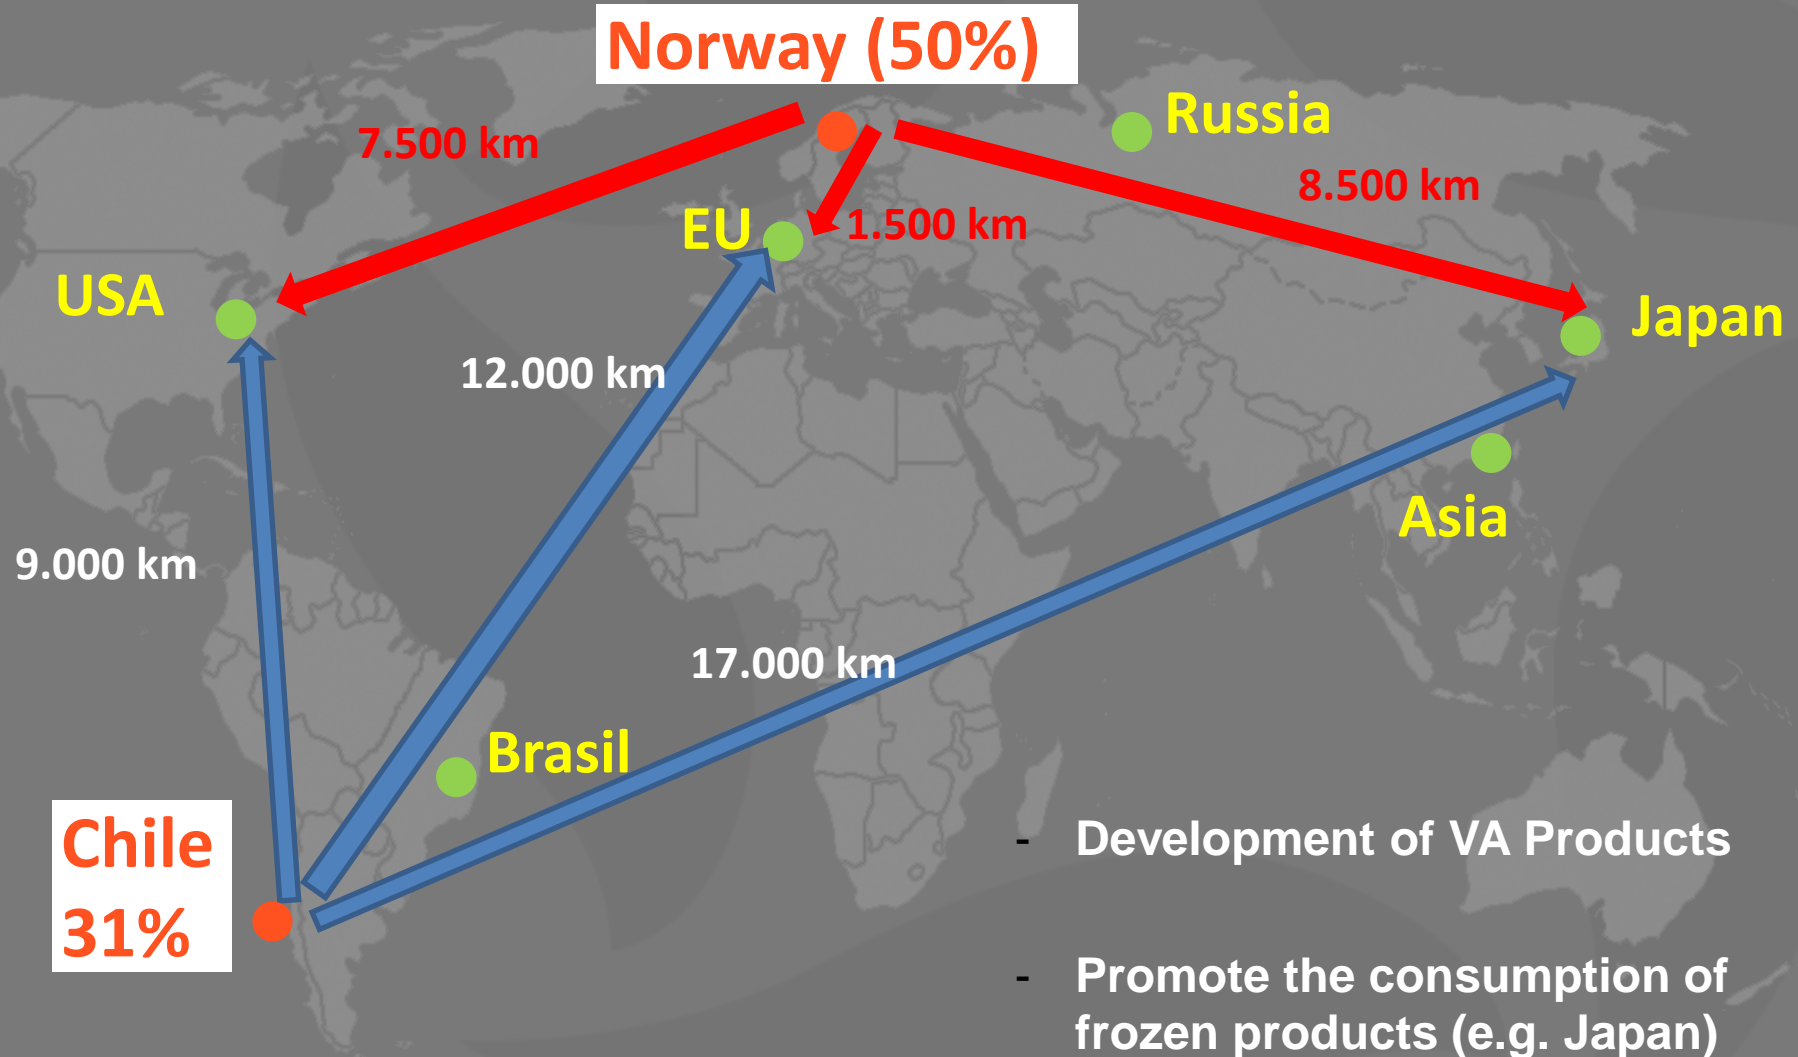 Norway (50%)
Russia
7.500 km
8.500 km
EU
1.500 km
USA
Japan
12.000 km
Asia
9.000 km
17.000 km
Brasil
Chile
31%
- Development of VA Products
- Promote the consumption of
frozen products (e.g. Japan)